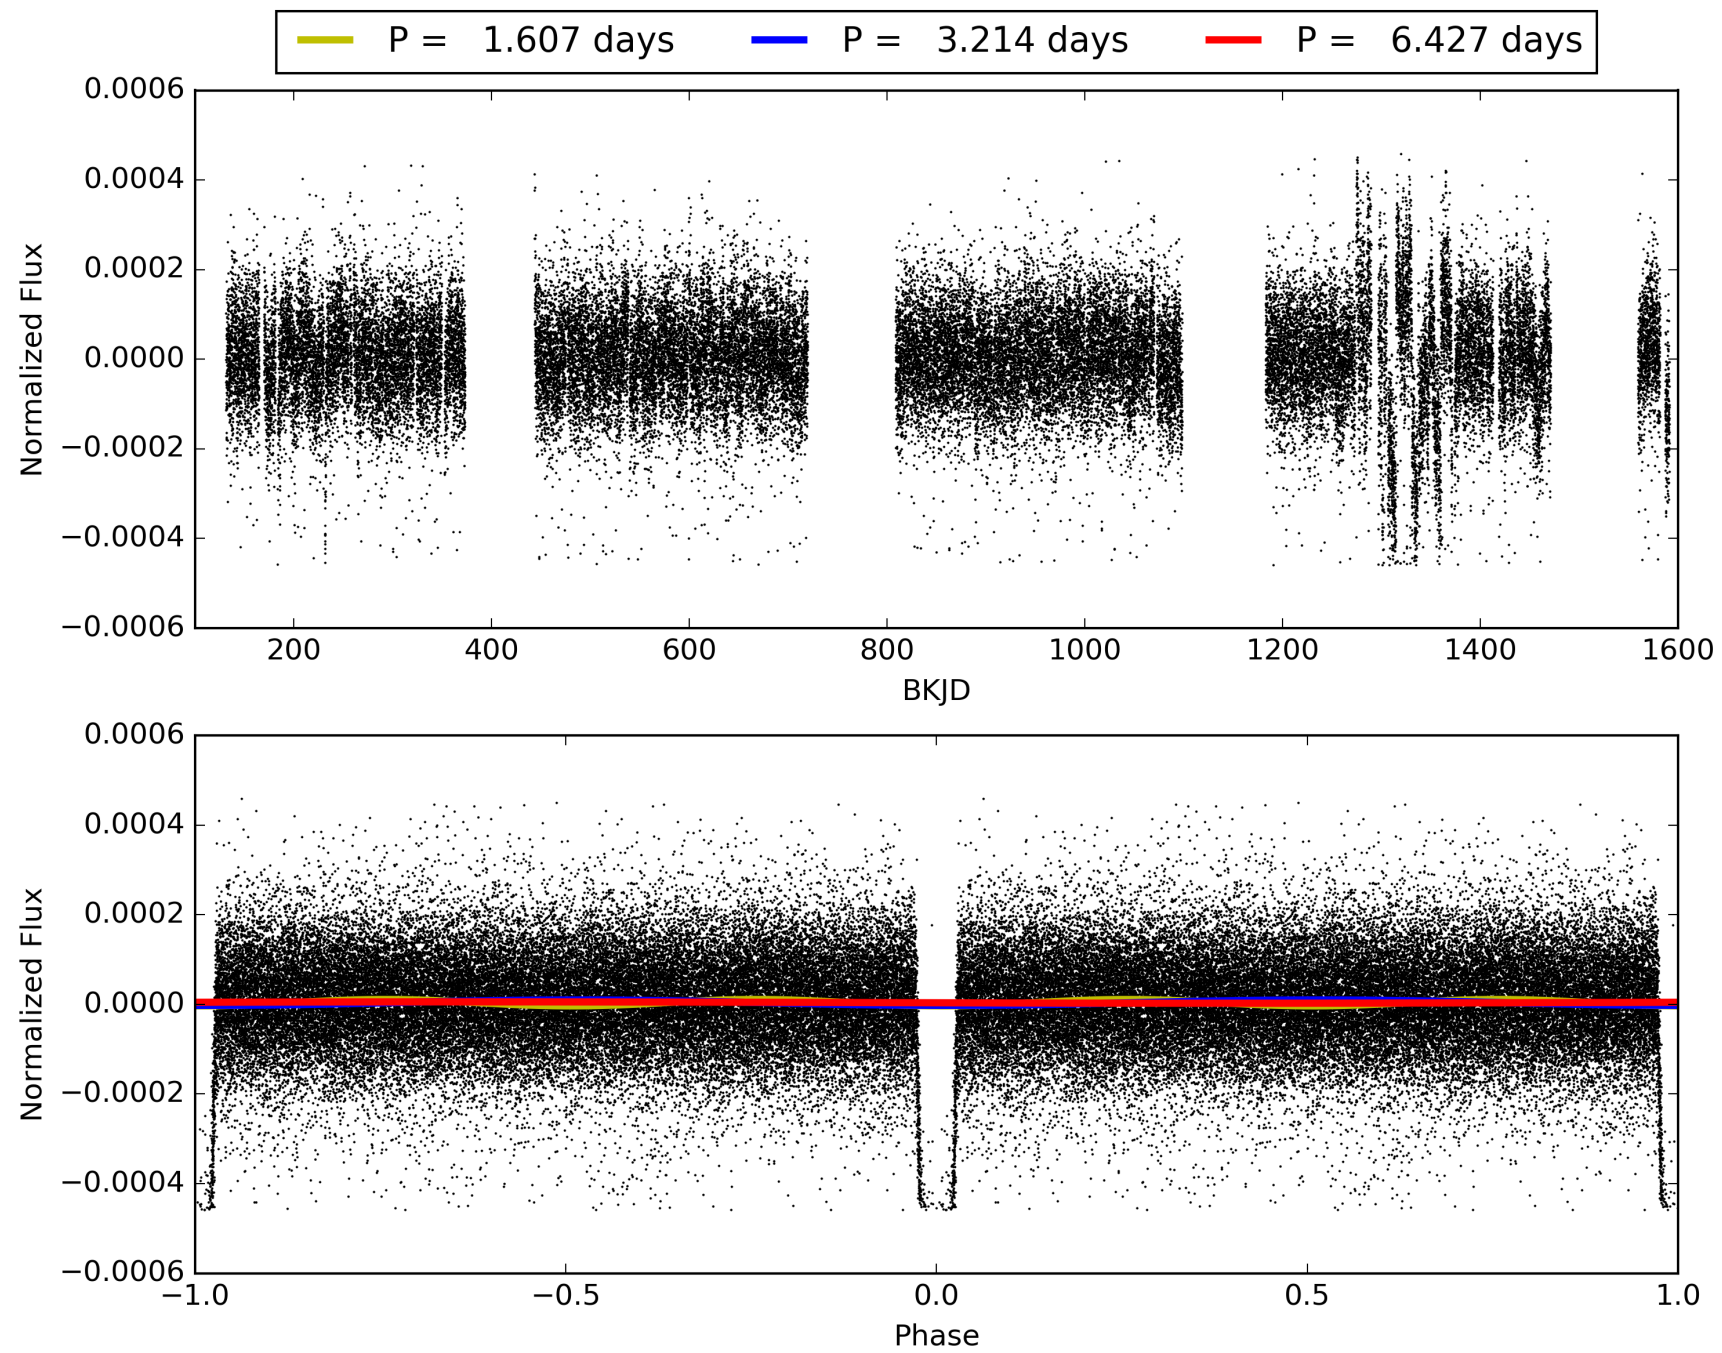 P = 1.607 days P = 3.214 days P = 6.427 days
0.0006
0.0004
0.0002
0.0000
−0.0002
−0.0004
−0.0006
Normalized Flux
200 400 600 800 1000 1200 1400 1600
BKJD
0.0006
0.0004
0.0002
0.0000
−0.0002
−0.0004
−0.0006
Normalized Flux
−1.0 −0.5 0.0 0.5 1.0
Phase